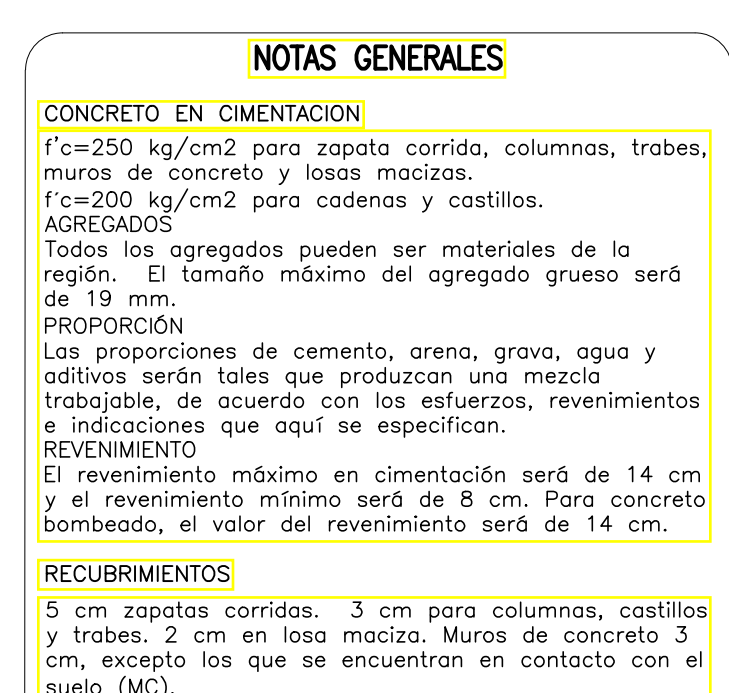 NOTAS GENERALES
CONCRETO EN CIMENTACION
f'c=250 kg/cm2 para zapata corrida, columnas, trabes,
muros de concreto y losas macizas.
f´c=200 kg/cm2 para cadenas y castillos.
AGREGADOS
Todos los agregados pueden ser materiales de la
región. El tamaño máximo del agregado grueso será
de 19 mm.
PROPORCIÓN
Las proporciones de cemento, arena, grava, agua y
aditivos serán tales que produzcan una mezcla
trabajable, de acuerdo con los esfuerzos, revenimientos
e indicaciones que aquí se especifican.
REVENIMIENTO
El revenimiento máximo en cimentación será de 14 cm
y el revenimiento mínimo será de 8 cm. Para concreto
bombeado, el valor del revenimiento será de 14 cm.
RECUBRIMIENTOS
5 cm zapatas corridas. 3 cm para columnas, castillos
y trabes. 2 cm en losa maciza. Muros de concreto 3
cm, excepto los que se encuentran en contacto con el
suelo (MC).